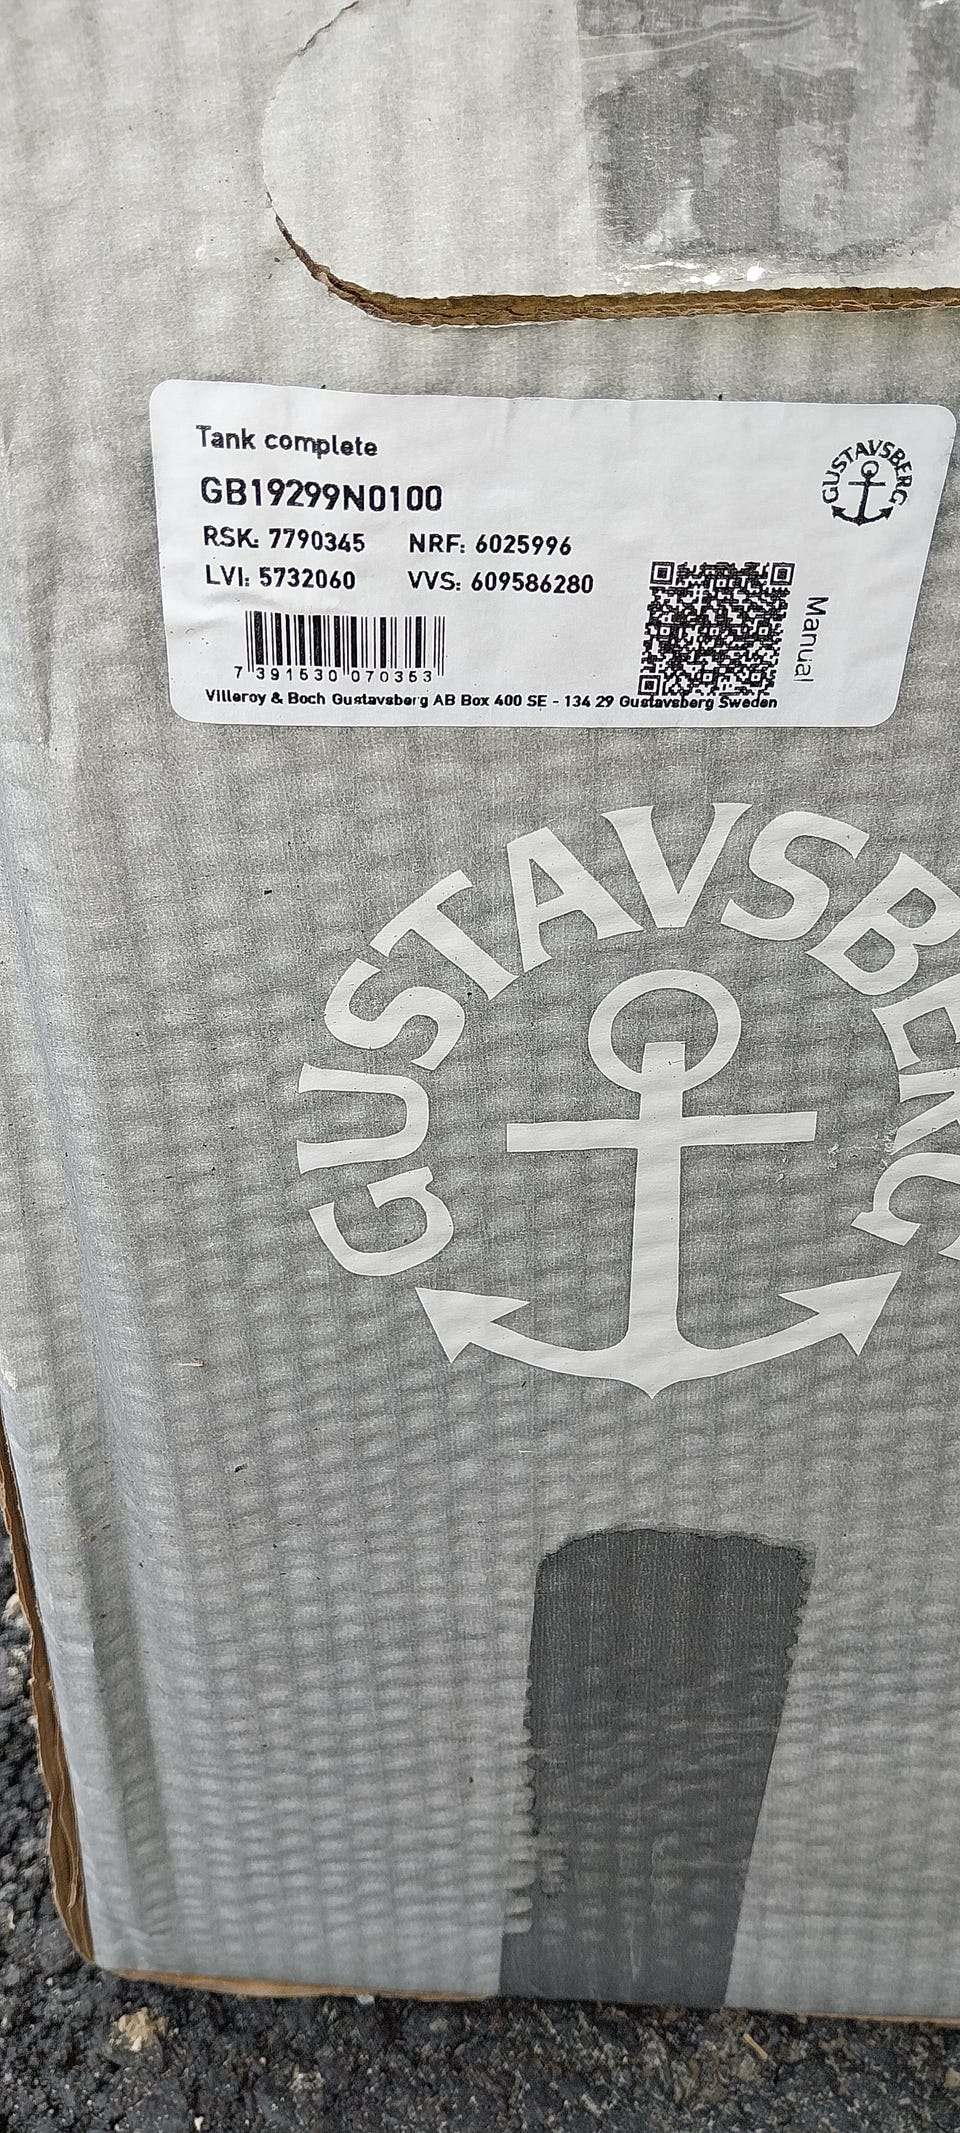 Tank complete
GUSTAVSBERG
GB19299N0100
RSK: 7790345 NRF: 6025996
LVI: 5732060 VVS: 609586280
Manual
7 391530 070353
Villeroy & Boch Gustavsberg AB Box 400 SE - 134 29 Gustavsberg Sweden
GUSTAVSBERG